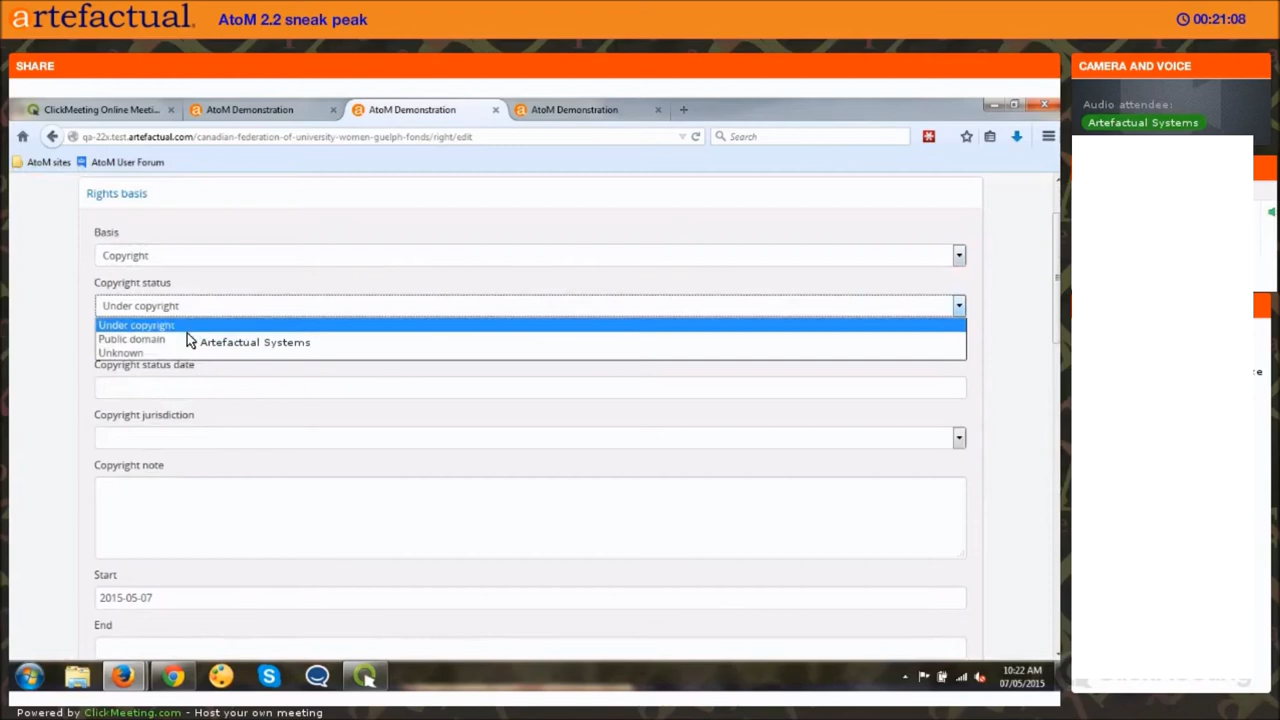 artefactual. AtoM 2.2 sneak peak 00:21:08
SHARE
CAMERA AND VOICE
Audio attendee:
Artefactual Systems
ClickMeeting Online Meeti... AtoM Demonstration AtoM Demonstration AtoM Demonstration
qa-22x.test.artefactual.com/canadian-federation-of-university-women-guelph-fonds/right/edit Search
AtoM sites AtoM User Forum
Rights basis
Basis
Copyright
Copyright status
Under copyright
Under copyright
Public domain
Artefactual Systems
Unknown
Copyright status date
Copyright jurisdiction
Copyright note
Start
2015-05-07
End
10:22 AM
07/05/2015
Powered by ClickMeeting.com - Host your own meeting